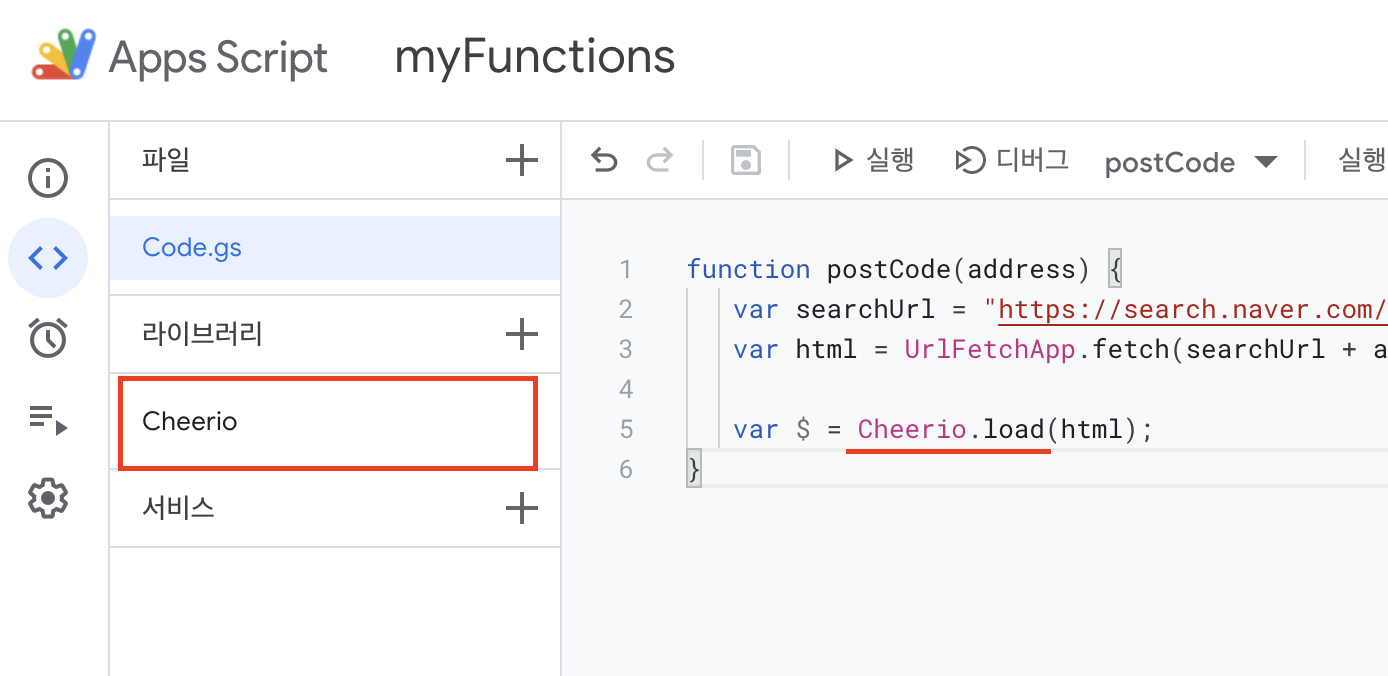 Apps Script myFunctions
파일
실행 디버그 postCode 실행
Code.gs
라이브러리
Cheerio
서비스
1 function postCode(address) {
2 var searchUrl = "https://search.naver.com/
3 var html = UrlFetchApp.fetch(searchUrl + a
4
5 var $ = Cheerio.load(html);
6 }